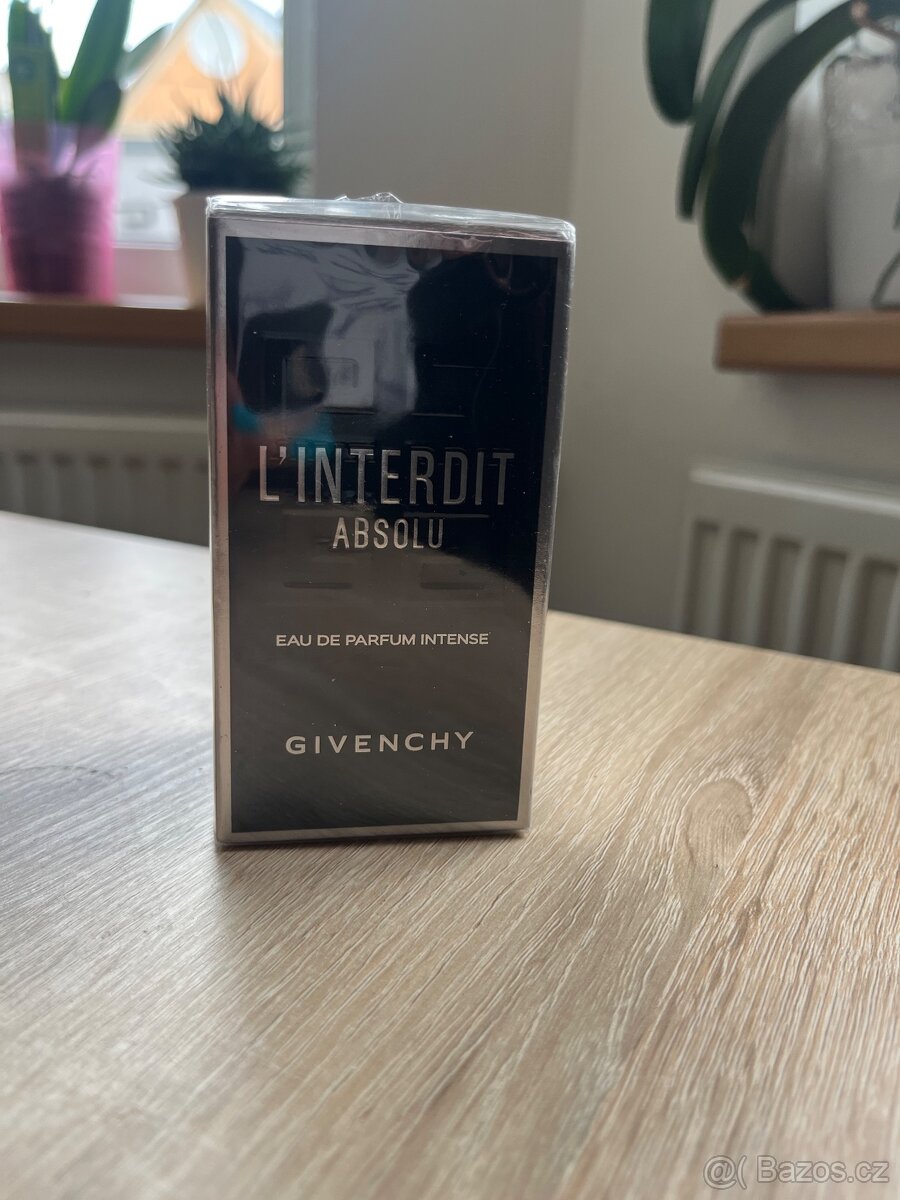 L'INTERDIT
ABSOLU
EAU DE PARFUM INTENSE
GIVENCHY
@( Bazos.cz